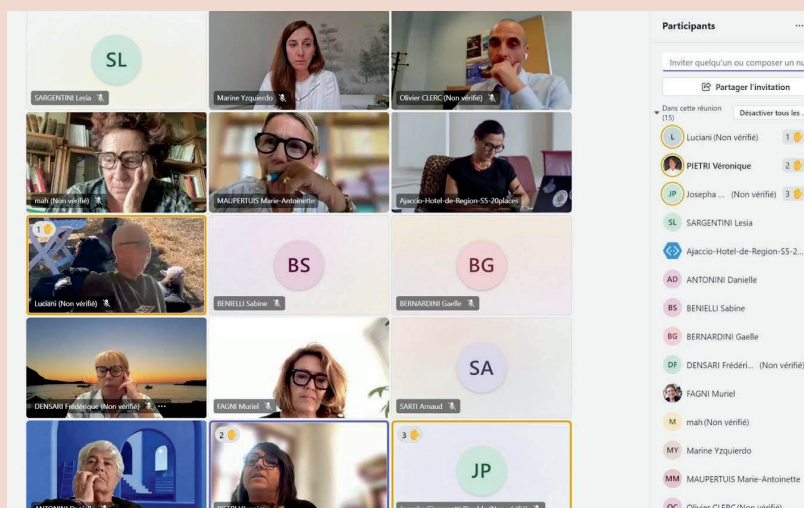 SL
SARGENTINI Lesia
Marine Yzquierdo
Olivier CLERC (Non vérifié)
mah (Non vérifié)
MAUPERTUIS Marie-Antoinette
Ajaccio-Hotel-de-Region-S5-20places
1
Luciani (Non vérifié)
BS
BENIELLI Sabine
BG
BERNARDINI Gaelle
DENSARI Frédérique (Non vérifié) ...
FAGNI Muriel
SA
SARTI Arnaud
ANTONINI Danielle
2
PIETRI Véronique
3
JP
Participants ...
Inviter quelqu'un ou composer un nu
Partager l'invitation
Dans cette réunion
(15)
Désactiver tous les ...
L Luciani (Non vérifié) 1
PIETRI Véronique 2
JP Josepha ... (Non vérifié) 3
SL SARGENTINI Lesia
Ajaccio-Hotel-de-Region-S5-2...
AD ANTONINI Danielle
BS BENIELLI Sabine
BG BERNARDINI Gaelle
DF DENSARI Frédéri... (Non vérifié)
FAGNI Muriel
M mah (Non vérifié)
MY Marine Yzquierdo
MM MAUPERTUIS Marie-Antoinette
OC Olivier CLERC (Non vérifié)